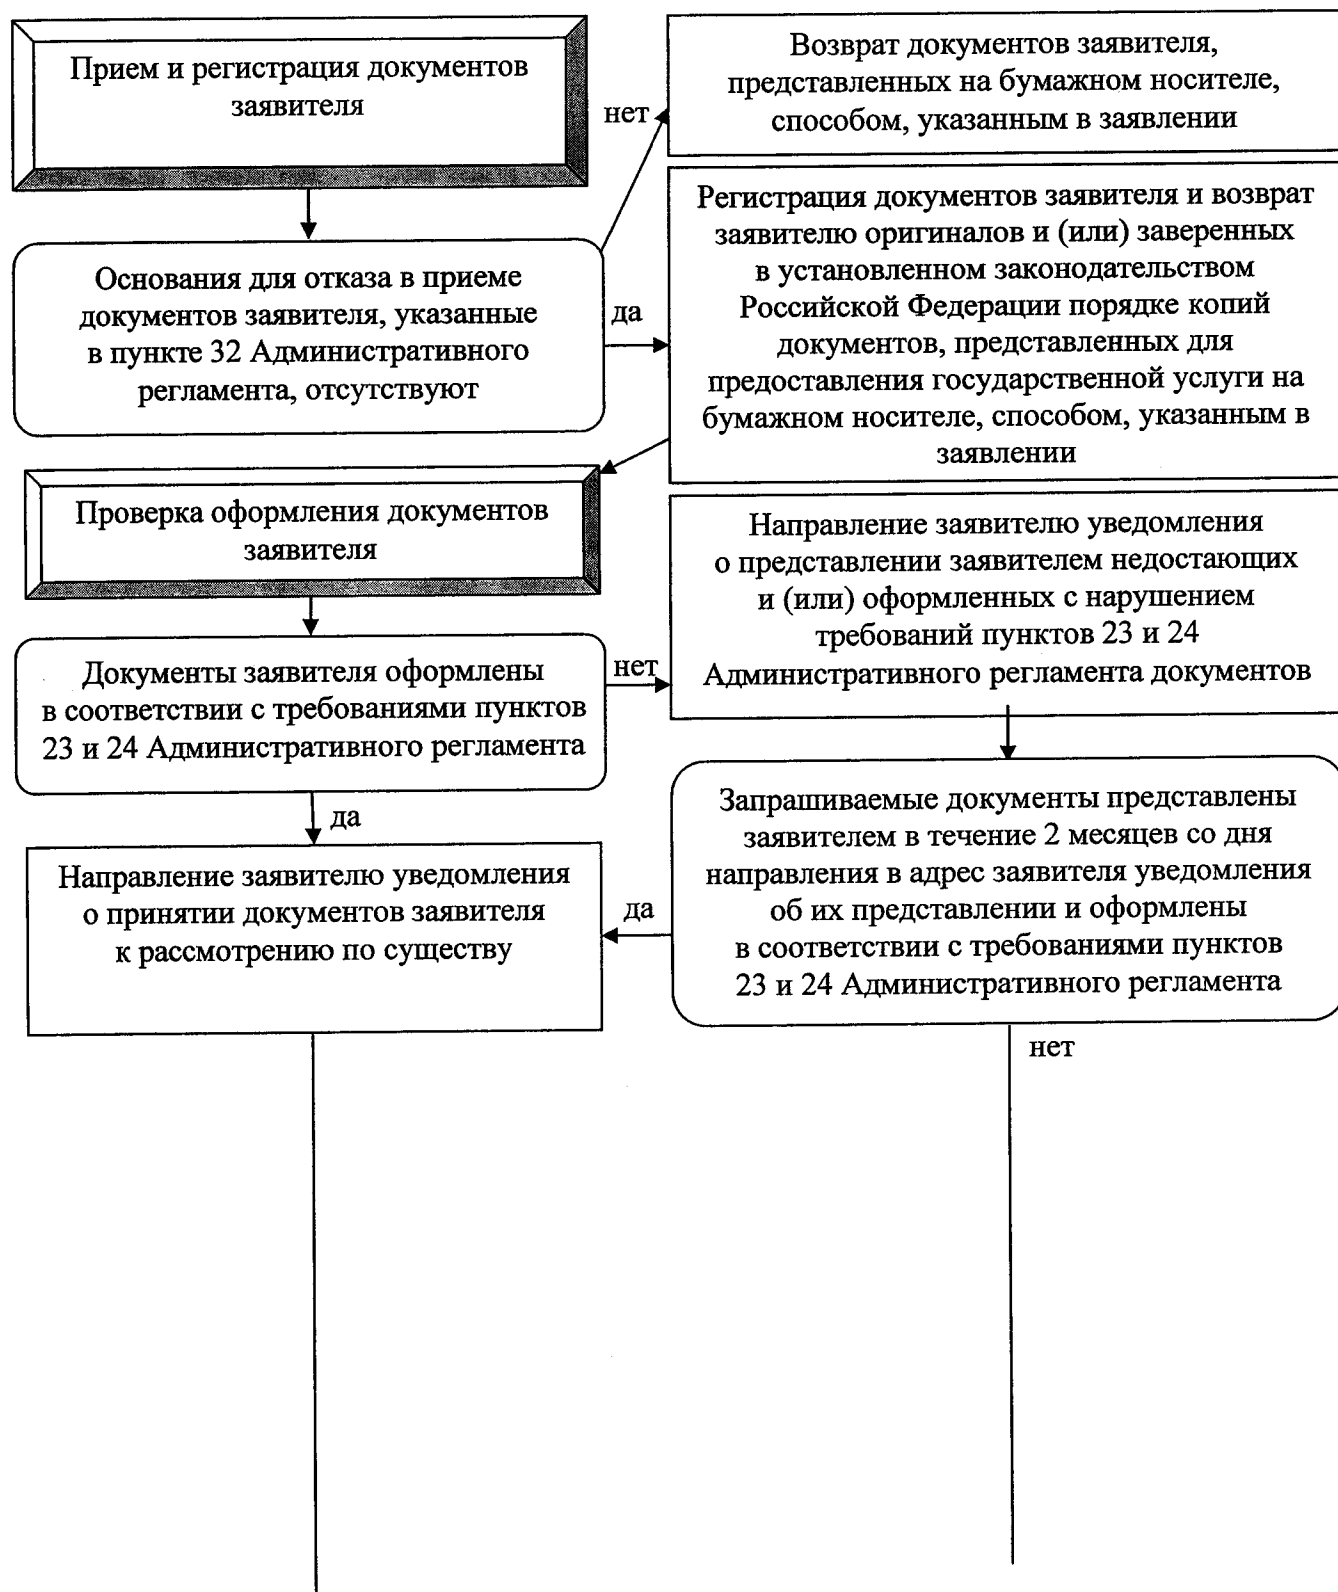 Прием и регистрация документов
заявителя
нет
Возврат документов заявителя,
представленных на бумажном носителе,
способом, указанным в заявлении
Основания для отказа в приеме
документов заявителя, указанные
в пункте 32 Административного
регламента, отсутствуют
да
Регистрация документов заявителя и возврат
заявителю оригиналов и (или) заверенных
в установленном законодательством
Российской Федерации порядке копий
документов, представленных для
предоставления государственной услуги на
бумажном носителе, способом, указанным в
заявлении
Проверка оформления документов
заявителя
Документы заявителя оформлены
в соответствии с требованиями пунктов
23 и 24 Административного регламента
нет
Направление заявителю уведомления
о представлении заявителем недостающих
и (или) оформленных с нарушением
требований пунктов 23 и 24
Административного регламента документов
да
Направление заявителю уведомления
о принятии документов заявителя
к рассмотрению по существу
да
Запрашиваемые документы представлены
заявителем в течение 2 месяцев со дня
направления в адрес заявителя уведомления
об их представлении и оформлены
в соответствии с требованиями пунктов
23 и 24 Административного регламента
нет